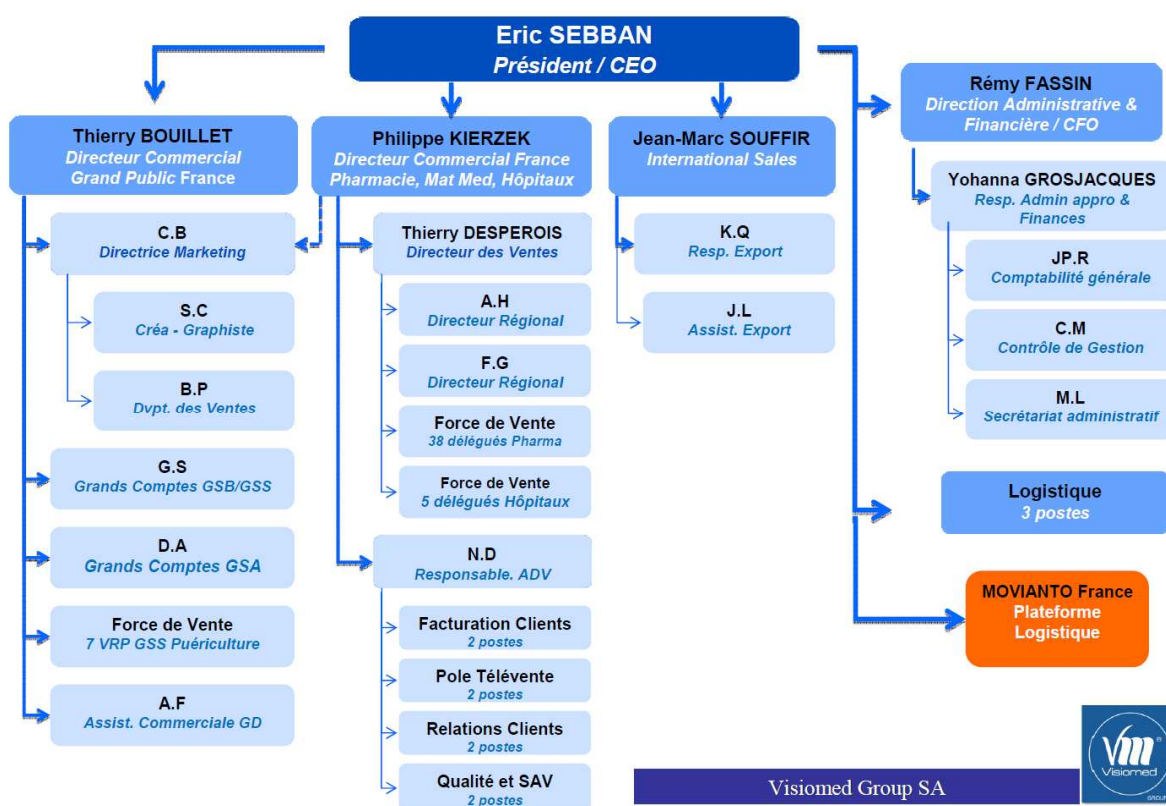 Eric SEBBAN
Président / CEO
Thierry BOUILLET
Directeur Commercial
Grand Public France
C.B
Directrice Marketing
S.C
Créa - Graphiste
B.P
Dvpt. des Ventes
G.S
Grands Comptes GSB/GSS
D.A
Grands Comptes GSA
Force de Vente
7 VRP GSS Puériculture
A.F
Assist. Commerciale GD
Philippe KIERZEK
Directeur Commercial France
Pharmacie, Mat Med, Hôpitaux
Thierry DESPEROIS
Directeur des Ventes
A.H
Directeur Régional
F.G
Directeur Régional
Force de Vente
38 délégués Pharma
Force de Vente
5 délégués Hôpitaux
N.D
Responsable. ADV
Facturation Clients
2 postes
Pole Télévente
2 postes
Relations Clients
2 postes
Qualité et SAV
2 postes
Jean-Marc SOUFFIR
International Sales
K.Q
Resp. Export
J.L
Assist. Export
Rémy FASSIN
Direction Administrative &
Financière / CFO
Yohanna GROSJACQUES
Resp. Admin appro &
Finances
JP.R
Comptabilité générale
C.M
Contrôle de Gestion
M.L
Secrétariat administratif
Logistique
3 postes
MOVIANTO France
Plateforme
Logistique
Visiomed Group SA
Vm
Visiomed
GROUP